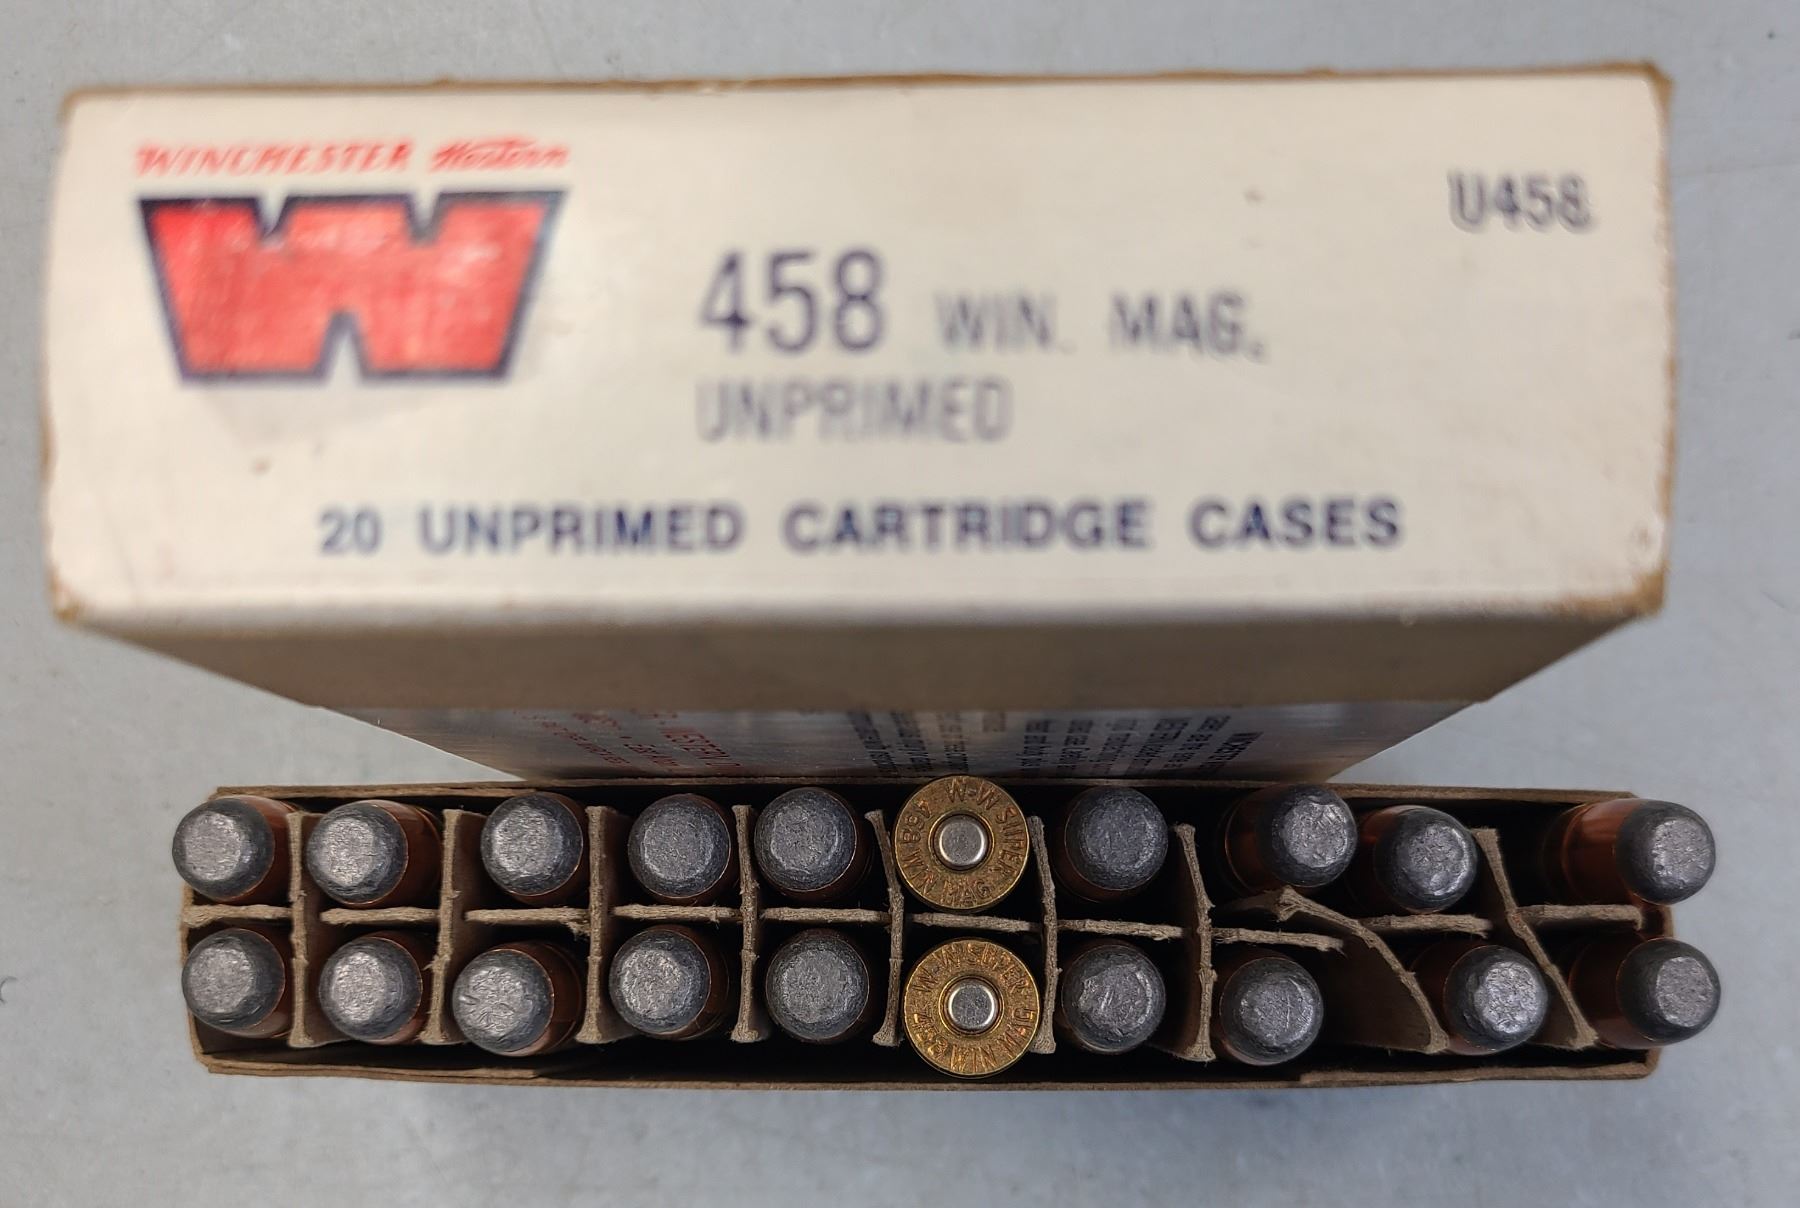 WINCHESTER Western
U458
458 WIN. MAG.
UNPRIMED
20 UNPRIMED CARTRIDGE CASES
W-W SUPER
458 WIN MAG
W-W SUPER
458 WIN MAG